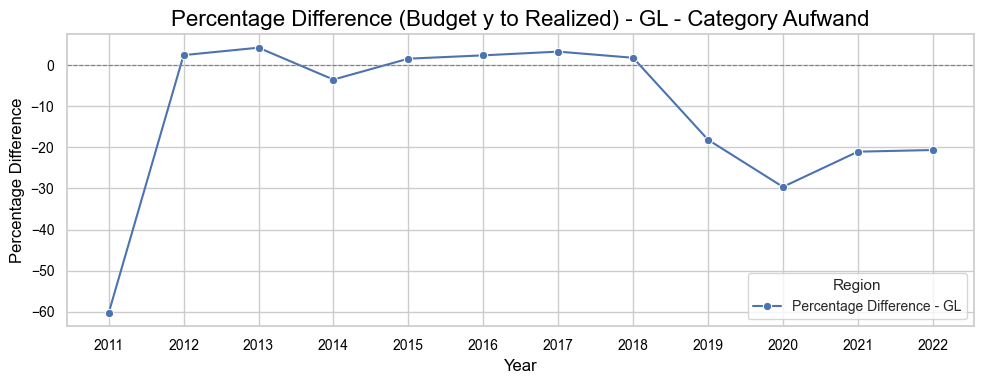 Percentage Difference (Budget y to Realized) - GL - Category Aufwand
Percentage Difference
0
−10
−20
−30
−40
−50
−60
Region
Percentage Difference - GL
2011 2012 2013 2014 2015 2016 2017 2018 2019 2020 2021 2022
Year